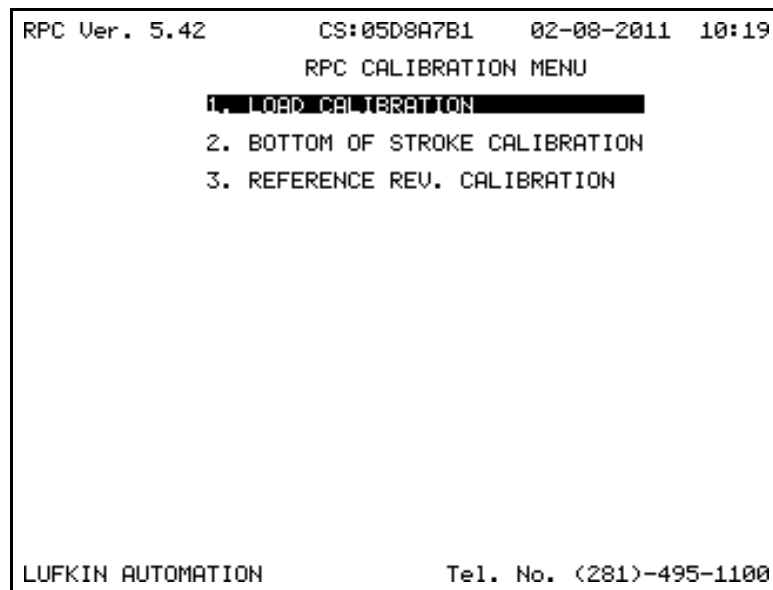 RPC Ver. 5.42 CS:05D8A7B1 02-08-2011 10:19
RPC CALIBRATION MENU
1. LOAD CALIBRATION
2. BOTTOM OF STROKE CALIBRATION
3. REFERENCE REV. CALIBRATION
LUFKIN AUTOMATION Tel. No. (281)-495-1100